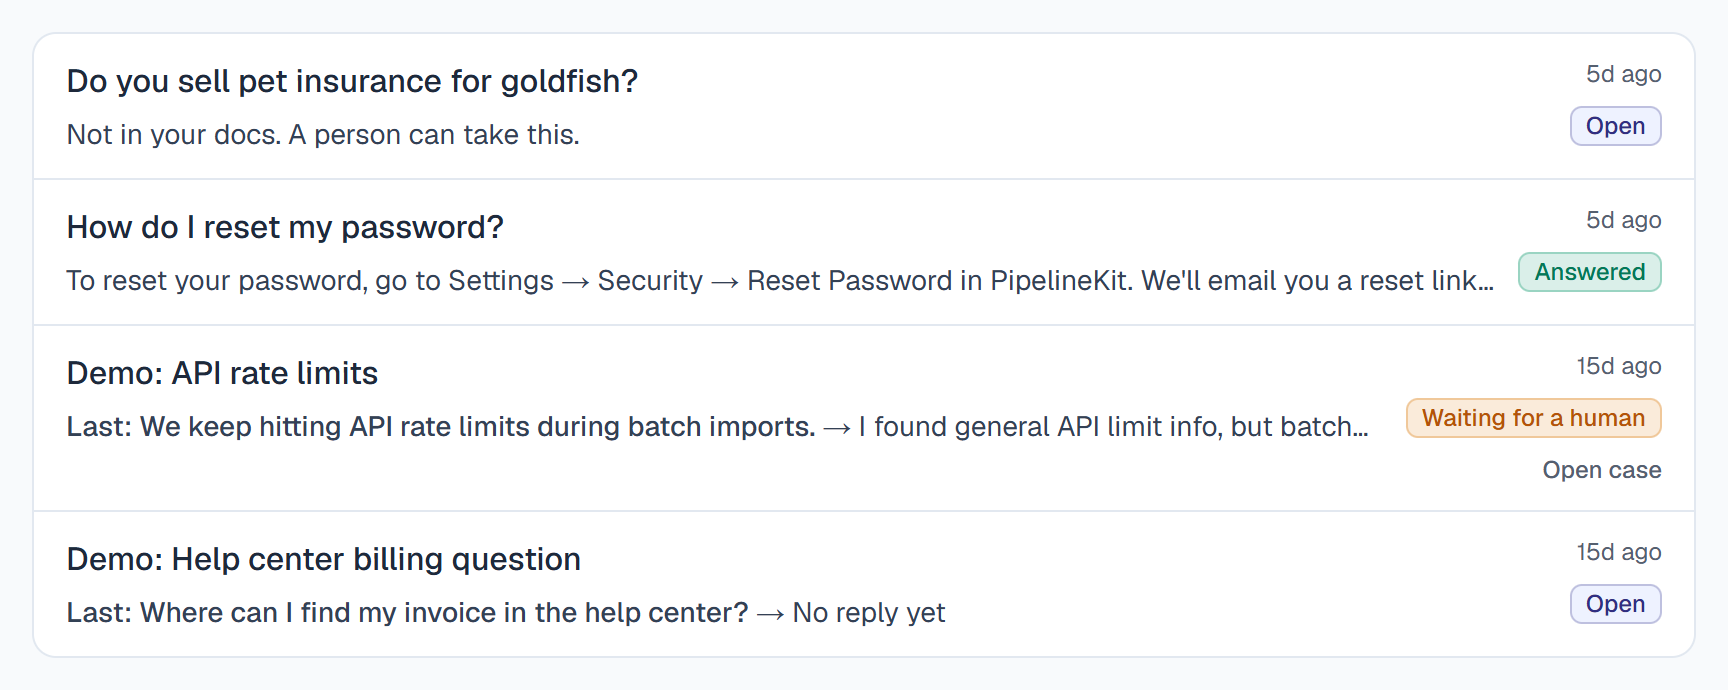 Do you sell pet insurance for goldfish?
5d ago
Not in your docs. A person can take this.
Open
How do I reset my password?
5d ago
To reset your password, go to Settings → Security → Reset Password in PipelineKit. We'll email you a reset link...
Answered
Demo: API rate limits
15d ago
Last: We keep hitting API rate limits during batch imports. → I found general API limit info, but batch...
Waiting for a human
Open case
Demo: Help center billing question
15d ago
Last: Where can I find my invoice in the help center? → No reply yet
Open